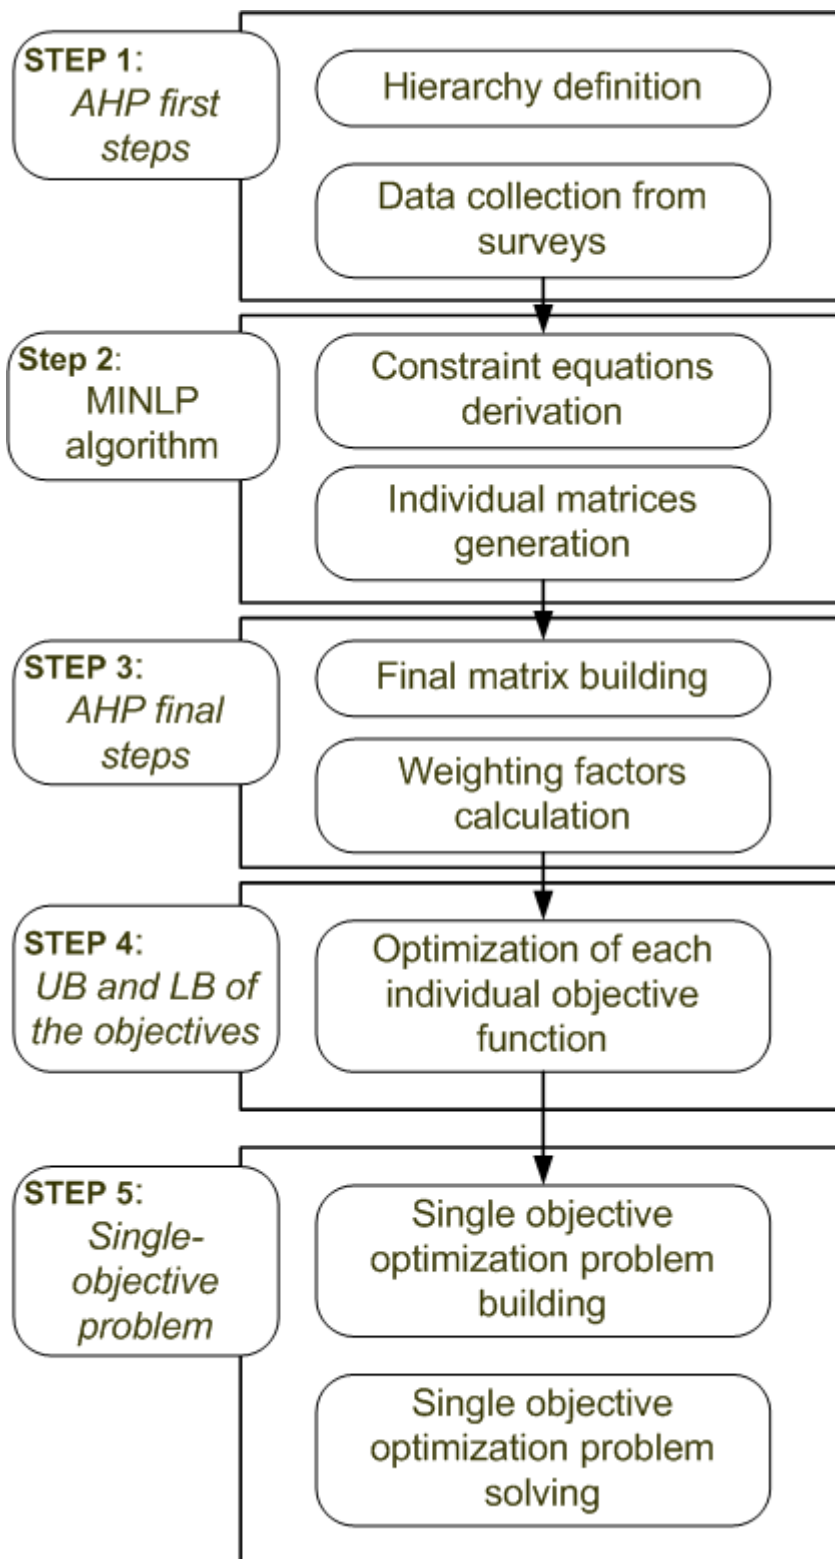 STEP 1:
AHP first
steps
Hierarchy definition
Data collection from
surveys
Step 2:
MINLP
algorithm
Constraint equations
derivation
Individual matrices
generation
STEP 3:
AHP final
steps
Final matrix building
Weighting factors
calculation
STEP 4:
UB and LB of
the objectives
Optimization of each
individual objective
function
STEP 5:
Single-
objective
problem
Single objective
optimization problem
building
Single objective
optimization problem
solving